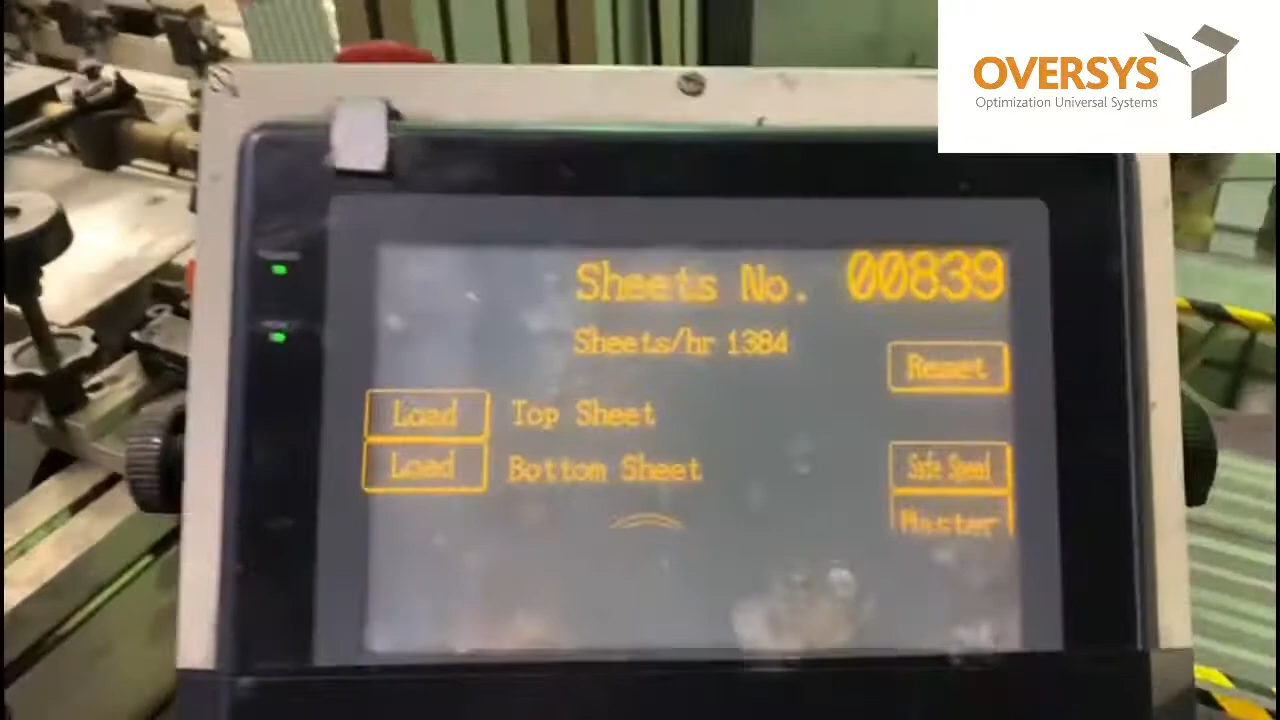 OVERSYS
Optimization Universal Systems
Sheets No. 00839
Sheets/hr 1384
Reset
Load Top Sheet
Load Bottom Sheet
Safe Speed
Master